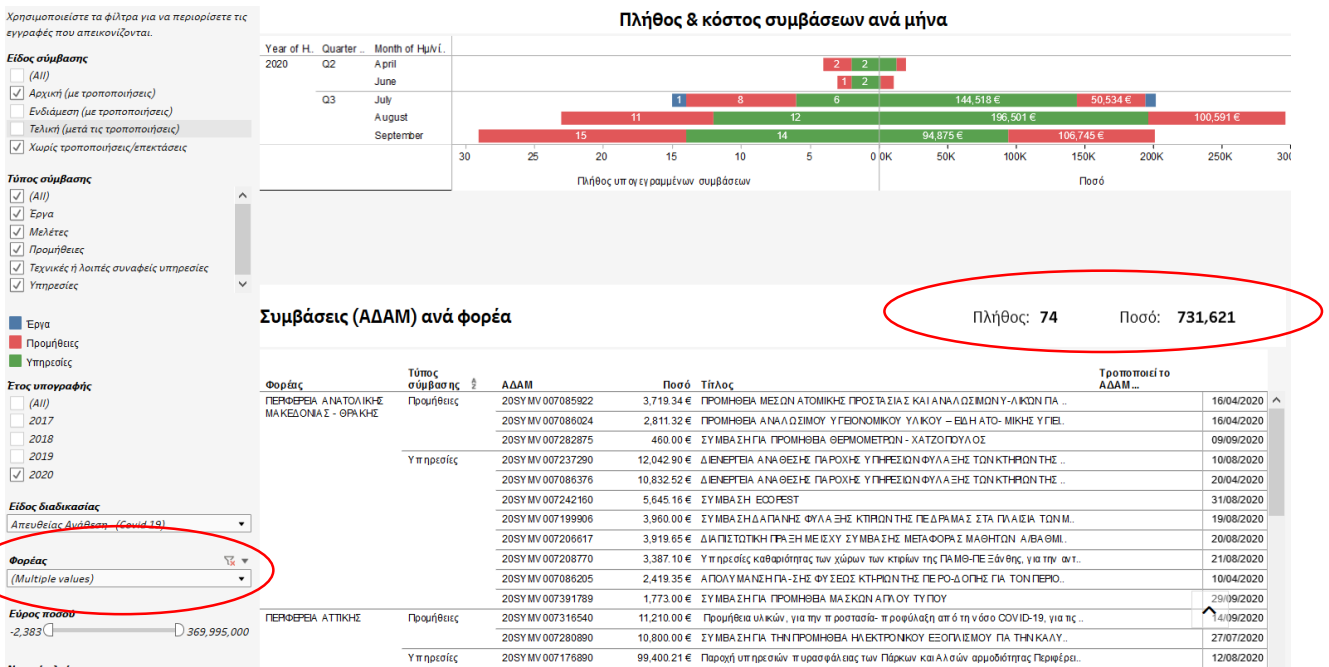 Χρησιμοποιείστε τα φίλτρα για να περιορίσετε τις
εγγραφές που απεικονίζονται.
Είδος σύμβασης
(All)
Αρχική (με τροποποιήσεις)
Ενδιάμεση (με τροποποιήσεις)
Τελική (μετά τις τροποποιήσεις)
Χωρίς τροποποιήσεις/επεκτάσεις
Τύπος σύμβασης
(All)
Έργα
Μελέτες
Προμήθειες
Τεχνικές ή λοιπές συναφείς υπηρεσίες
Υπηρεσίες
Έργα
Προμήθειες
Υπηρεσίες
Έτος υπογραφής
(All)
2017
2018
2019
2020
Είδος διαδικασίας
Απευθείας Ανάθεση (Covid 19)
Φορέας
(Multiple values)
Εύρος ποσού
-2,383 369,995,000
Πλήθος & κόστος συμβάσεων ανά μήνα
Year of H.. Quarter .. Month of Ημ/νί..
2020 Q2 April 2 2
June 1 2
Q3 July 1 8 6 144,518 € 50,534 €
August 11 12 196,501 € 100,591 €
September 15 14 94,875 € 106,745 €
30 25 20 15 10 5 0 0K 50K 100K 150K 200K 250K 300
Πλήθος υπογεγραμμένων συμβάσεων Ποσό
Συμβάσεις (ΑΔΑΜ) ανά φορέα Πλήθος: 74 Ποσό: 731,621
Φορέας Τύπος σύμβασης ΑΔΑΜ Ποσό Τίτλος Τροποποιεί το ΑΔΑΜ...
ΠΕΡΙΦΕΡΕΙΑ ΑΝΑΤΟΛΙΚΗΣ ΜΑΚΕΔΟΝΙΑΣ - ΘΡΑΚΗΣ Προμήθειες 20SYMV007085922 3,719.34 € ΠΡΟΜΗΘΕΙΑ ΜΕΣΩΝ ΑΤΟΜΙΚΗΣ ΠΡΟΣΤΑΣΙΑΣ ΚΑΙ ΑΝΑΛΩΣΙΜΩΝ Υ-ΛΙΚΩΝ ΓΙΑ .. 16/04/2020
20SYMV007086024 2,811.32 € ΠΡΟΜΗΘΕΙΑ ΑΝΑΛΩΣΙΜΟΥ ΥΓΕΙΟΝΟΜΙΚΟΥ ΥΛΙΚΟΥ – ΕΙΔΗ ΑΤΟ- ΜΙΚΗΣ ΥΓΙΕΙ.. 16/04/2020
20SYMV007282875 460.00 € ΣΥΜΒΑΣΗ ΓΙΑ ΠΡΟΜΗΘΕΙΑ ΘΕΡΜΟΜΕΤΡΩΝ - ΧΑΤΖΟΠΟΥΛΟΣ 09/09/2020
Υπηρεσίες 20SYMV007237290 12,042.90 € ΔΙΕΝΕΡΓΕΙΑ ΑΝΑΘΕΣΗΣ ΠΑΡΟΧΗΣ ΥΠΗΡΕΣΙΩΝ ΦΥΛΑΞΗΣ ΤΩΝ ΚΤΗΡΙΩΝ ΤΗΣ .. 10/08/2020
20SYMV007086376 10,832.52 € ΔΙΕΝΕΡΓΕΙΑ ΑΝΑΘΕΣΗΣ ΠΑΡΟΧΗΣ ΥΠΗΡΕΣΙΩΝ ΦΥΛΑΞΗΣ ΤΩΝ ΚΤΗΡΙΩΝ ΤΗΣ .. 20/04/2020
20SYMV007242160 5,645.16 € ΣΥΜΒΑΣΗ ECOPEST 31/08/2020
20SYMV007199906 3,960.00 € ΣΥΜΒΑΣΗ ΔΑΠΑΝΗΣ ΦΥΛΑΞΗΣ ΚΤΙΡΙΩΝ ΤΗΣ ΠΕ ΔΡΑΜΑΣ ΣΤΑ ΠΛΑΙΣΙΑ ΤΩΝ Μ.. 19/08/2020
20SYMV007206617 3,919.65 € ΔΙΑΠΙΣΤΩΤΙΚΗ ΠΡΑΞΗ ΜΕ ΙΣΧΥ ΣΥΜΒΑΣΗΣ ΜΕΤΑΦΟΡΑΣ ΜΑΘΗΤΩΝ Α/ΒΑΘΜΙ.. 20/08/2020
20SYMV007208770 3,387.10 € Υπηρεσίες καθαριότητας των χώρων των κτιρίων της ΠΑΜΘ-ΠΕ Ξάνθης, για την αντ.. 21/08/2020
20SYMV007086205 2,419.35 € ΑΠΟΛΥΜΑΝΣΗ ΠΑ-ΣΗΣ ΦΥΣΕΩΣ ΚΤΙ-ΡΙΩΝ ΤΗΣ ΠΕ ΡΟ-ΔΟΠΗΣ ΓΙΑ ΤΟΝ ΠΕΡΙΟ.. 10/04/2020
20SYMV007391789 1,773.00 € ΣΥΜΒΑΣΗ ΓΙΑ ΠΡΟΜΗΘΕΙΑ ΜΑΣΚΩΝ ΑΠΛΟΥ ΤΥΠΟΥ 29/09/2020
ΠΕΡΙΦΕΡΕΙΑ ΑΤΤΙΚΗΣ Προμήθειες 20SYMV007316540 11,210.00 € Προμήθεια υλικών, για την προστασία- προφύλαξη από τη νόσο COVID-19, για τις .. 14/09/2020
20SYMV007280890 10,800.00 € ΣΥΜΒΑΣΗ ΓΙΑ ΤΗΝ ΠΡΟΜΗΘΕΙΑ ΗΛΕΚΤΡΟΝΙΚΟΥ ΕΞΟΠΛΙΣΜΟΥ ΓΙΑ ΤΗΝ ΚΑΛΥ.. 27/07/2020
Υπηρεσίες 20SYMV007176890 99,400.21 € Παροχή υπηρεσιών πυρασφάλειας των Πάρκων και Αλσών αρμοδιότητας Περιφέρει.. 12/08/2020